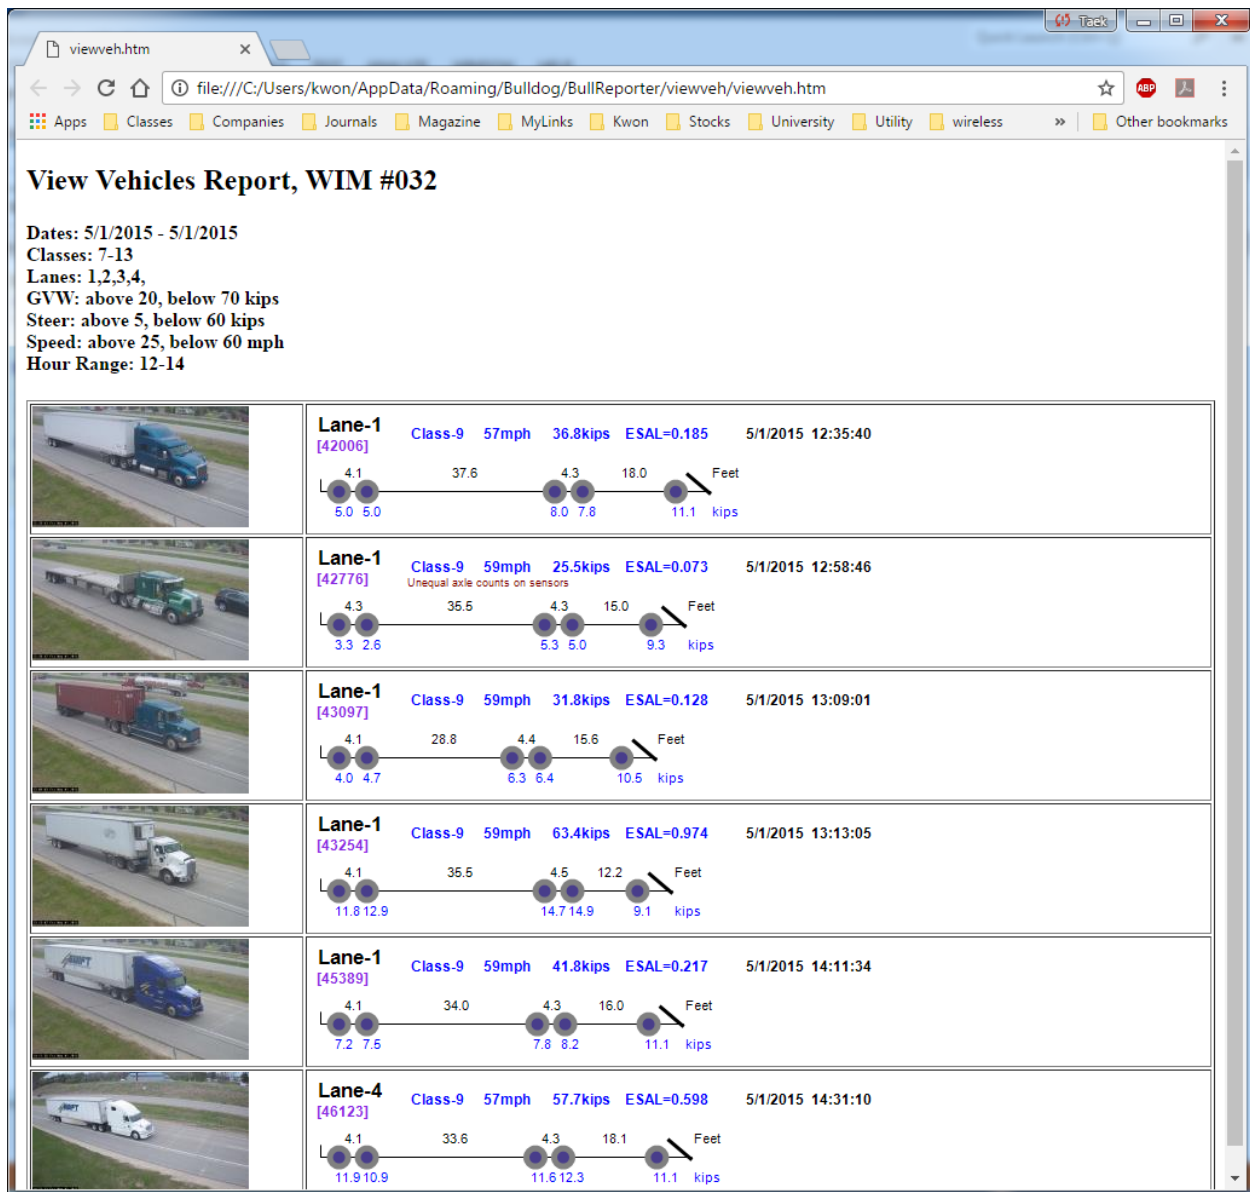 Taek
viewveh.htm
file:///C:/Users/kwon/AppData/Roaming/Bulldog/BullReporter/viewveh/viewveh.htm
ABP
Apps Classes Companies Journals Magazine MyLinks Kwon Stocks University Utility wireless » Other bookmarks
View Vehicles Report, WIM #032
Dates: 5/1/2015 - 5/1/2015
Classes: 7-13
Lanes: 1,2,3,4,
GVW: above 20, below 70 kips
Steer: above 5, below 60 kips
Speed: above 25, below 60 mph
Hour Range: 12-14
Lane-1 Class-9 57mph 36.8kips ESAL=0.185 5/1/2015 12:35:40
[42006]
4.1 37.6 4.3 18.0 Feet
5.0 5.0 8.0 7.8 11.1 kips
Lane-1 Class-9 59mph 25.5kips ESAL=0.073 5/1/2015 12:58:46
[42776] Unequal axle counts on sensors
4.3 35.5 4.3 15.0 Feet
3.3 2.6 5.3 5.0 9.3 kips
Lane-1 Class-9 59mph 31.8kips ESAL=0.128 5/1/2015 13:09:01
[43097]
4.1 28.8 4.4 15.6 Feet
4.0 4.7 6.3 6.4 10.5 kips
Lane-1 Class-9 59mph 63.4kips ESAL=0.974 5/1/2015 13:13:05
[43254]
4.1 35.5 4.5 12.2 Feet
11.8 12.9 14.7 14.9 9.1 kips
Lane-1 Class-9 59mph 41.8kips ESAL=0.217 5/1/2015 14:11:34
[45389]
4.1 34.0 4.3 16.0 Feet
7.2 7.5 7.8 8.2 11.1 kips
Lane-4 Class-9 57mph 57.7kips ESAL=0.598 5/1/2015 14:31:10
[46123]
4.1 33.6 4.3 18.1 Feet
11.9 10.9 11.6 12.3 11.1 kips